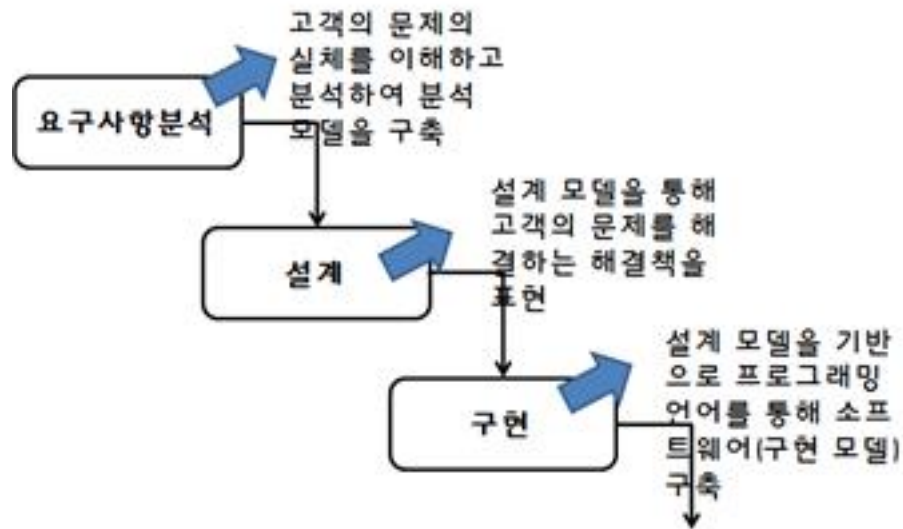 고객의 문제의
실체를 이해하고
분석하여 분석
모델을 구축
요구사항분석
설계 모델을 통해
고객의 문제를 해
결하는 해결책을
표현
설계
설계 모델을 기반
으로 프로그래밍
언어를 통해 소프
트웨어(구현 모델)
구축
구현